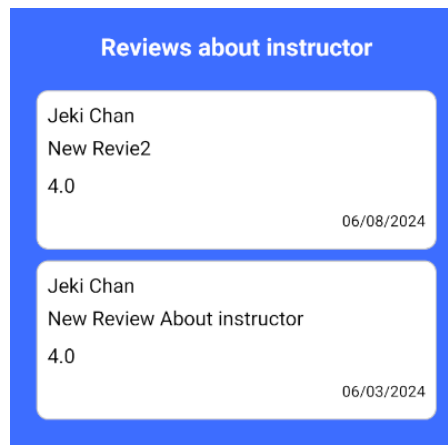 Reviews about instructor
Jeki Chan
New Revie2
4.0
06/08/2024
Jeki Chan
New Review About instructor
4.0
06/03/2024